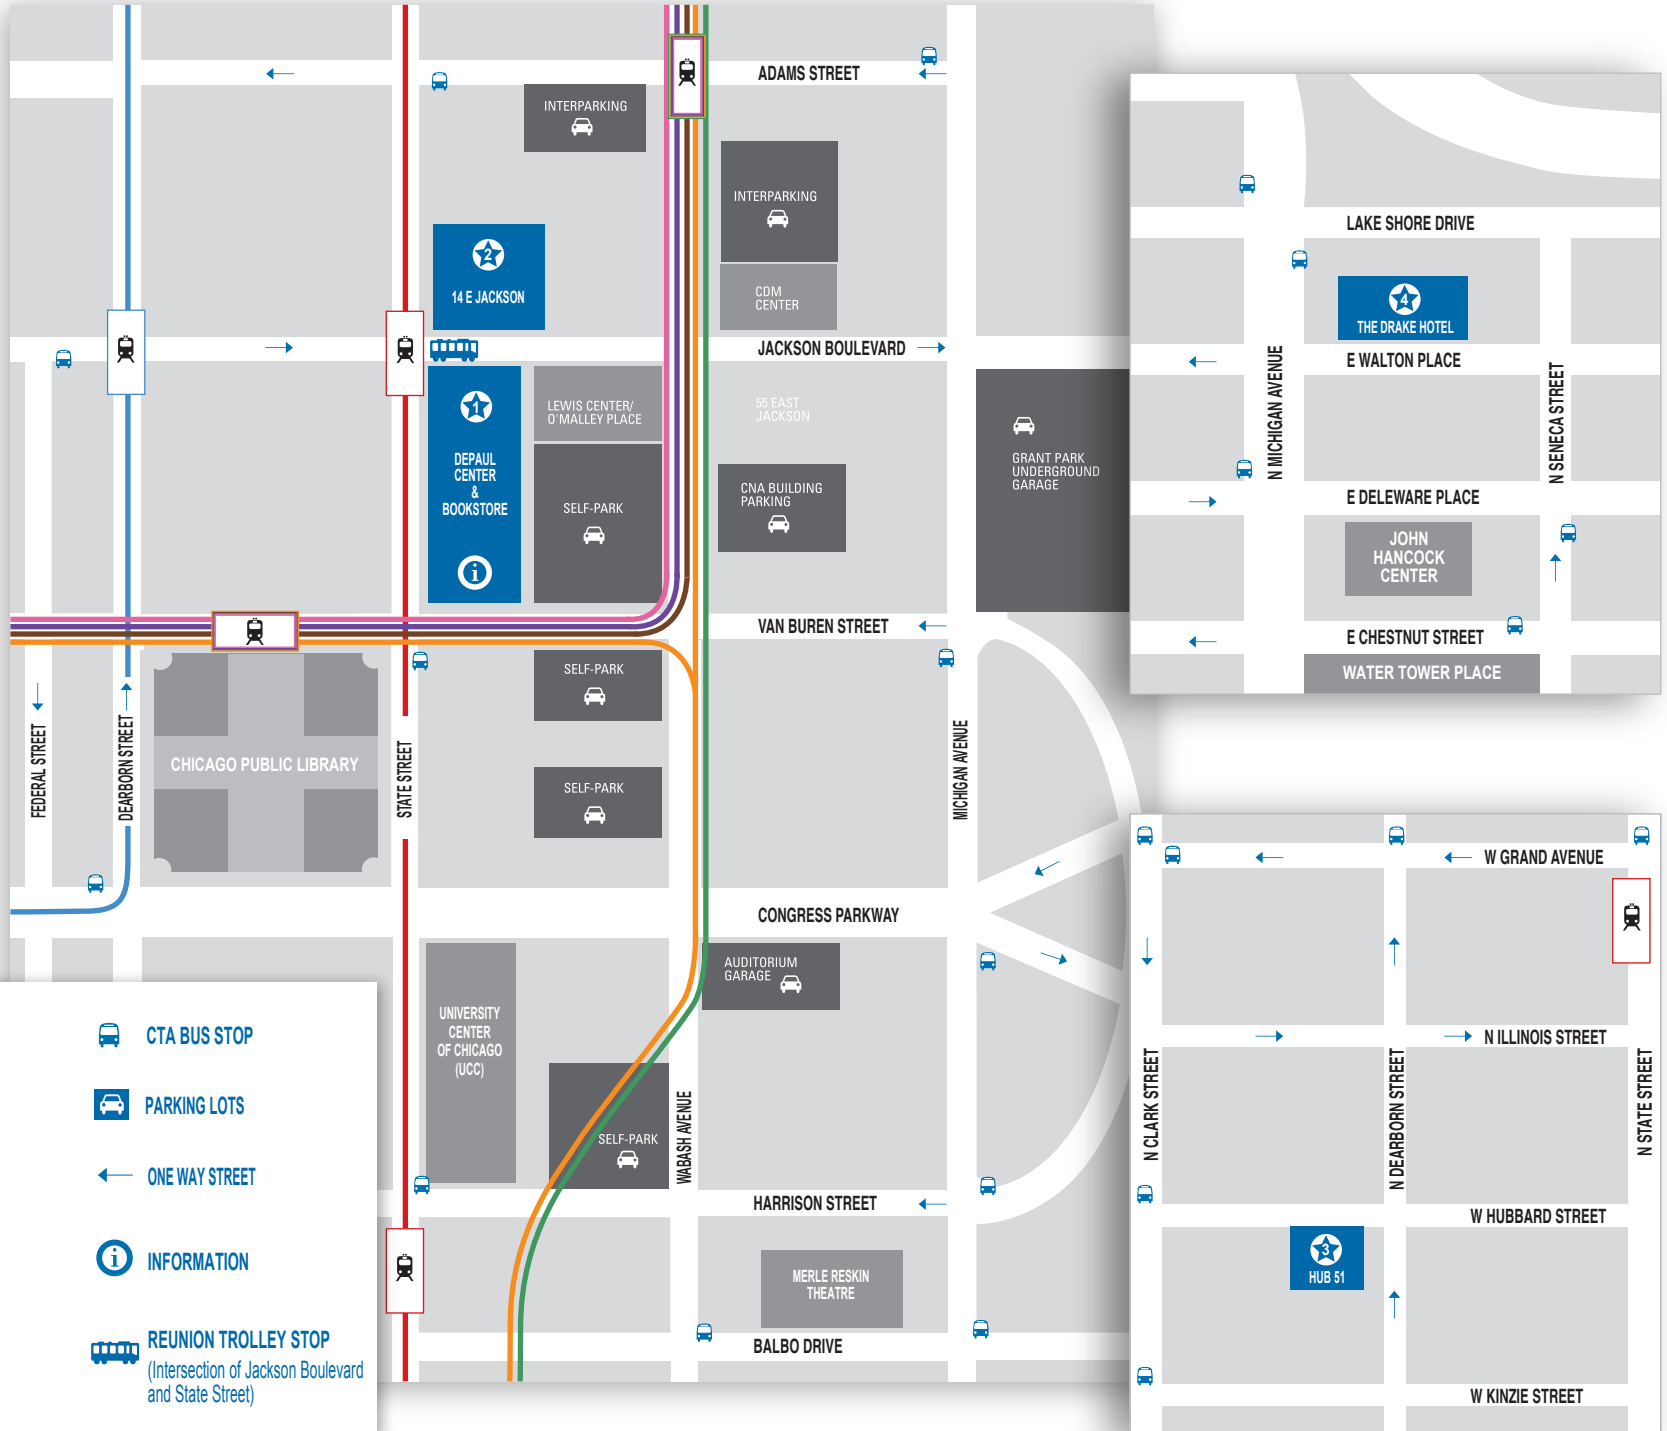 ADAMS STREET
INTERPARKING
INTERPARKING
2
14 E JACKSON
CDM
CENTER
JACKSON BOULEVARD
1
DEPAUL
CENTER
&
BOOKSTORE
i
LEWIS CENTER/
O'MALLEY PLACE
SELF-PARK
55 EAST
JACKSON
CNA BUILDING
PARKING
GRANT PARK
UNDERGROUND
GARAGE
VAN BUREN STREET
SELF-PARK
SELF-PARK
FEDERAL STREET
DEARBORN STREET
CHICAGO PUBLIC LIBRARY
STATE STREET
MICHIGAN AVENUE
CONGRESS PARKWAY
AUDITORIUM
GARAGE
UNIVERSITY
CENTER
OF CHICAGO
(UCC)
SELF-PARK
WABASH AVENUE
HARRISON STREET
MERLE RESKIN
THEATRE
BALBO DRIVE
CTA BUS STOP
PARKING LOTS
ONE WAY STREET
i
INFORMATION
REUNION TROLLEY STOP
(Intersection of Jackson Boulevard
and State Street)
LAKE SHORE DRIVE
4
THE DRAKE HOTEL
E WALTON PLACE
N MICHIGAN AVENUE
N SENECA STREET
E DELEWARE PLACE
JOHN
HANCOCK
CENTER
E CHESTNUT STREET
WATER TOWER PLACE
W GRAND AVENUE
N ILLINOIS STREET
N CLARK STREET
N DEARBORN STREET
N STATE STREET
W HUBBARD STREET
3
HUB 51
W KINZIE STREET